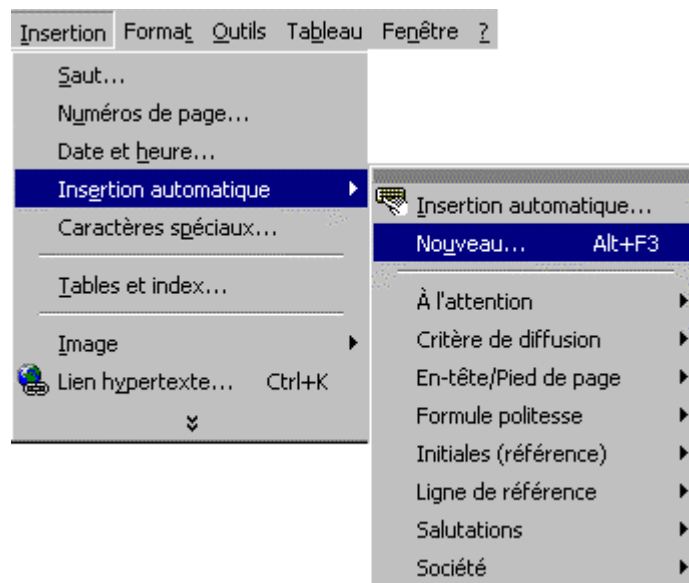 Insertion Format Outils Tableau Fenêtre ?
Saut...
Numéros de page...
Date et heure...
Insertion automatique
Caractères spéciaux...
Tables et index...
Image
Lien hypertexte... Ctrl+K
Insertion automatique...
Nouveau... Alt+F3
À l'attention
Critère de diffusion
En-tête/Pied de page
Formule politesse
Initiales (référence)
Ligne de référence
Salutations
Société